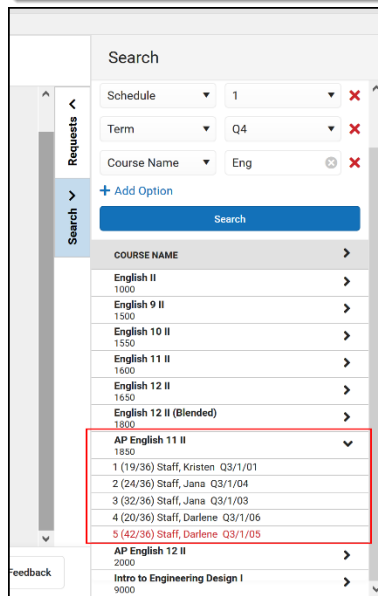 Search
Schedule 1
Term Q4
Course Name Eng
Requests
Search
+ Add Option
Search
COURSE NAME
English II
1000
English 9 II
1500
English 10 II
1550
English 11 II
1600
English 12 II
1650
English 12 II (Blended)
1800
AP English 11 II
1850
1 (19/36) Staff, Kristen Q3/1/01
2 (24/36) Staff, Jana Q3/1/04
3 (32/36) Staff, Jana Q3/1/03
4 (20/36) Staff, Darlene Q3/1/06
5 (42/36) Staff, Darlene Q3/1/05
AP English 12 II
2000
Feedback
Intro to Engineering Design I
9000